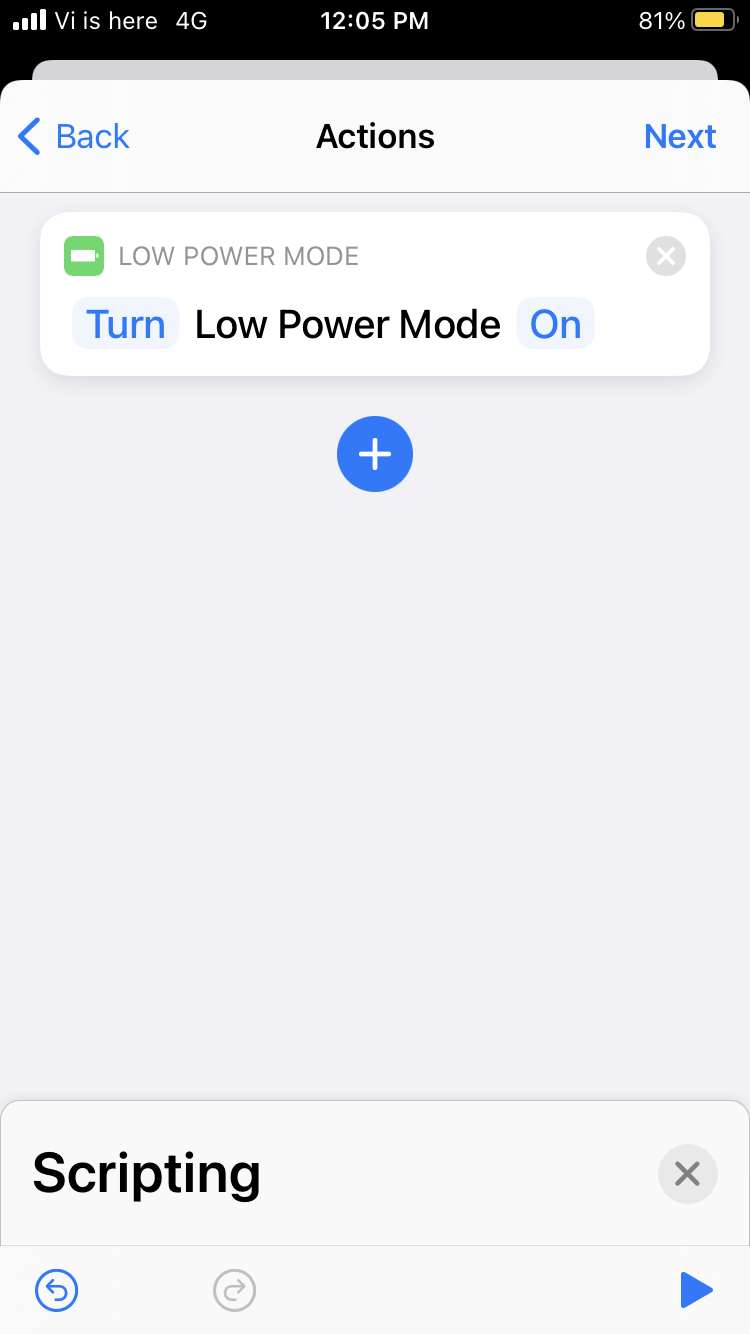 Vi is here 4G 12:05 PM 81%
Back Actions Next
LOW POWER MODE
Turn Low Power Mode On
Scripting